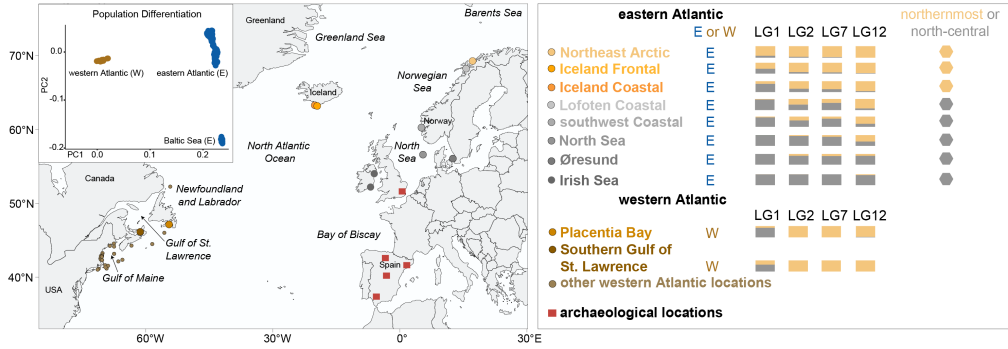 Population Differentiation
0.0
-0.1
-0.2
PC2
western Atlantic (W)
eastern Atlantic (E)
Baltic Sea (E)
PC1
0.0
0.1
0.2
70°N
60°N
50°N
40°N
60°W
30°W
0°
30°E
Greenland
Greenland Sea
Barents Sea
Norwegian
Sea
Iceland
Norway
North
Sea
North Atlantic
Ocean
Canada
Newfoundland
and Labrador
Gulf of St.
Lawrence
Gulf of Maine
USA
Bay of Biscay
Spain
eastern Atlantic
northernmost or
north-central
E or W
LG1 LG2 LG7 LG12
Northeast Arctic E
Iceland Frontal E
Iceland Coastal E
Lofoten Coastal E
southwest Coastal E
North Sea E
Øresund E
Irish Sea E
western Atlantic
LG1 LG2 LG7 LG12
Placentia Bay W
Southern Gulf of
St. Lawrence W
other western Atlantic locations
archaeological locations